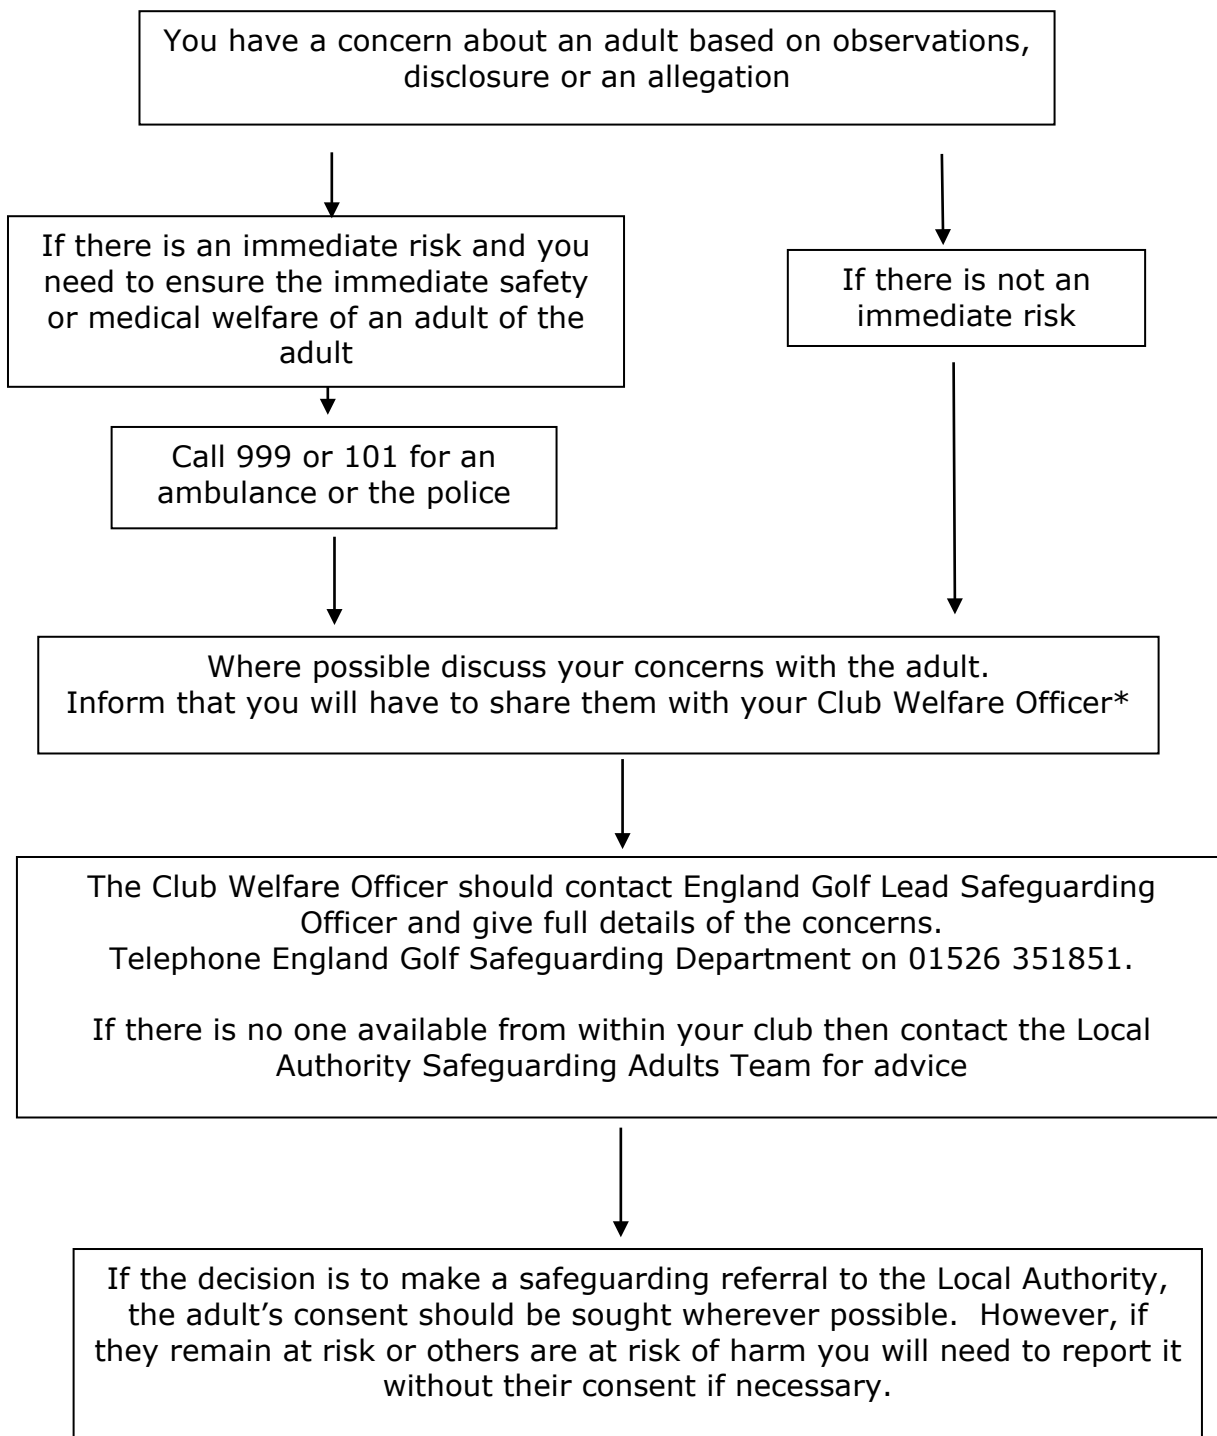 You have a concern about an adult based on observations,
disclosure or an allegation
If there is an immediate risk and you
need to ensure the immediate safety
or medical welfare of an adult of the
adult
If there is not an
immediate risk
Call 999 or 101 for an
ambulance or the police
Where possible discuss your concerns with the adult.
Inform that you will have to share them with your Club Welfare Officer*
The Club Welfare Officer should contact England Golf Lead Safeguarding
Officer and give full details of the concerns.
Telephone England Golf Safeguarding Department on 01526 351851.
If there is no one available from within your club then contact the Local
Authority Safeguarding Adults Team for advice
If the decision is to make a safeguarding referral to the Local Authority,
the adult’s consent should be sought wherever possible.  However, if
they remain at risk or others are at risk of harm you will need to report it
without their consent if necessary.